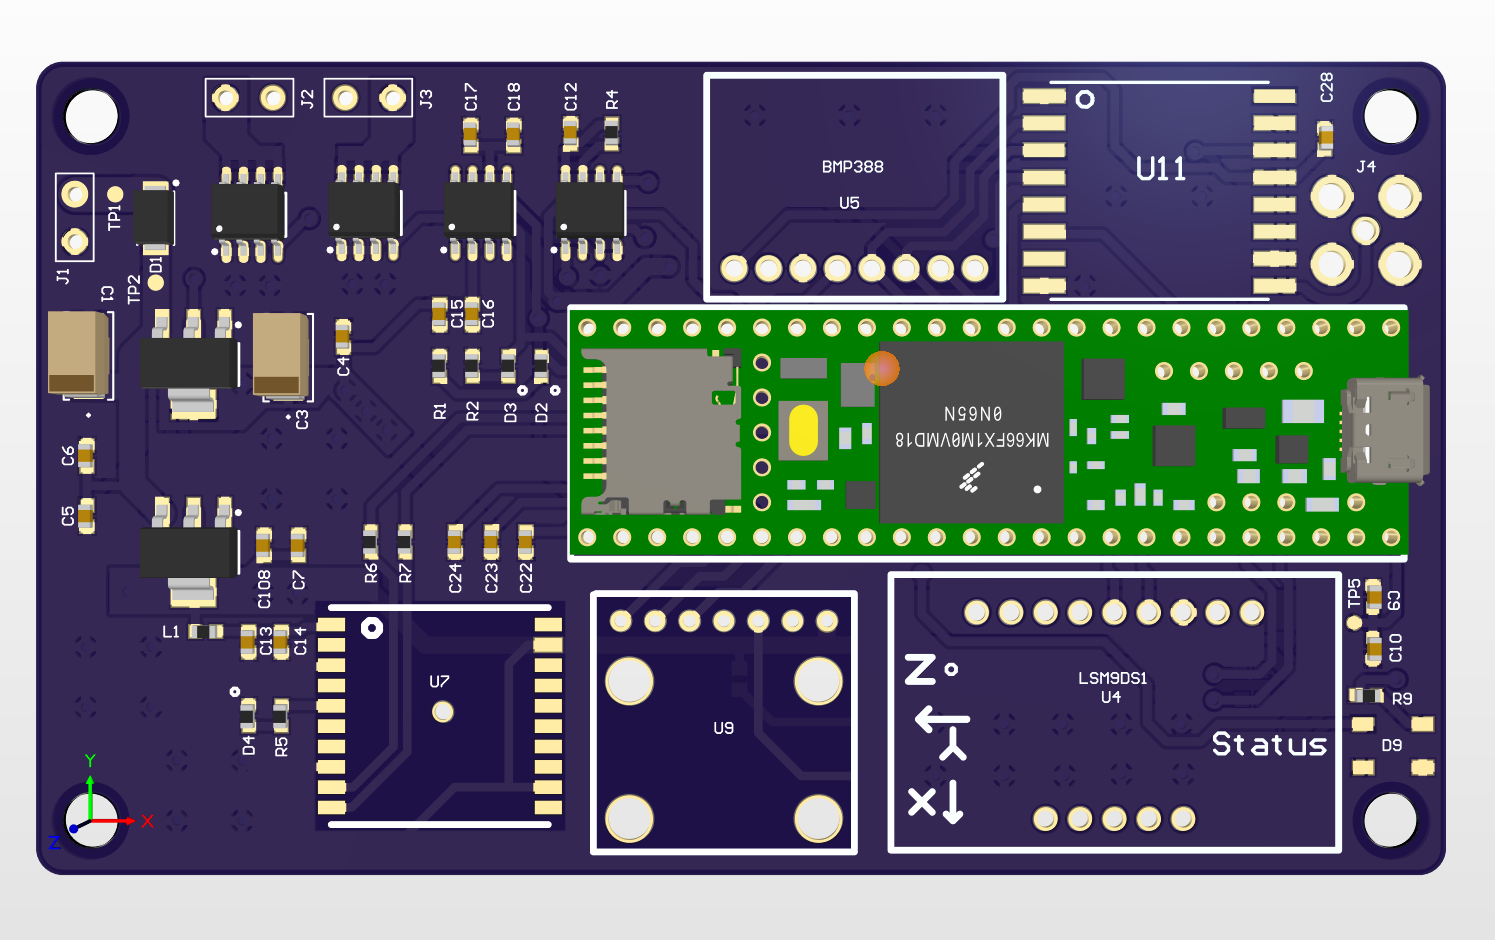 C17
C18
C12
R4
J2
J3
C28
BMP388
U5
U11
J4
J1
TP1
D1
TP2
C1
C15
C16
C4
C3
R1
R2
D3
D2
0N65N
MK66FX1M0VMD18
C6
C5
C108
C7
R6
R7
C24
C23
C22
TP5
C9
C10
L1
C13
C14
U7
U9
Z
LSM9DS1
U4
R9
Y
X
Status
D9
D4
R5
Y
X
Z